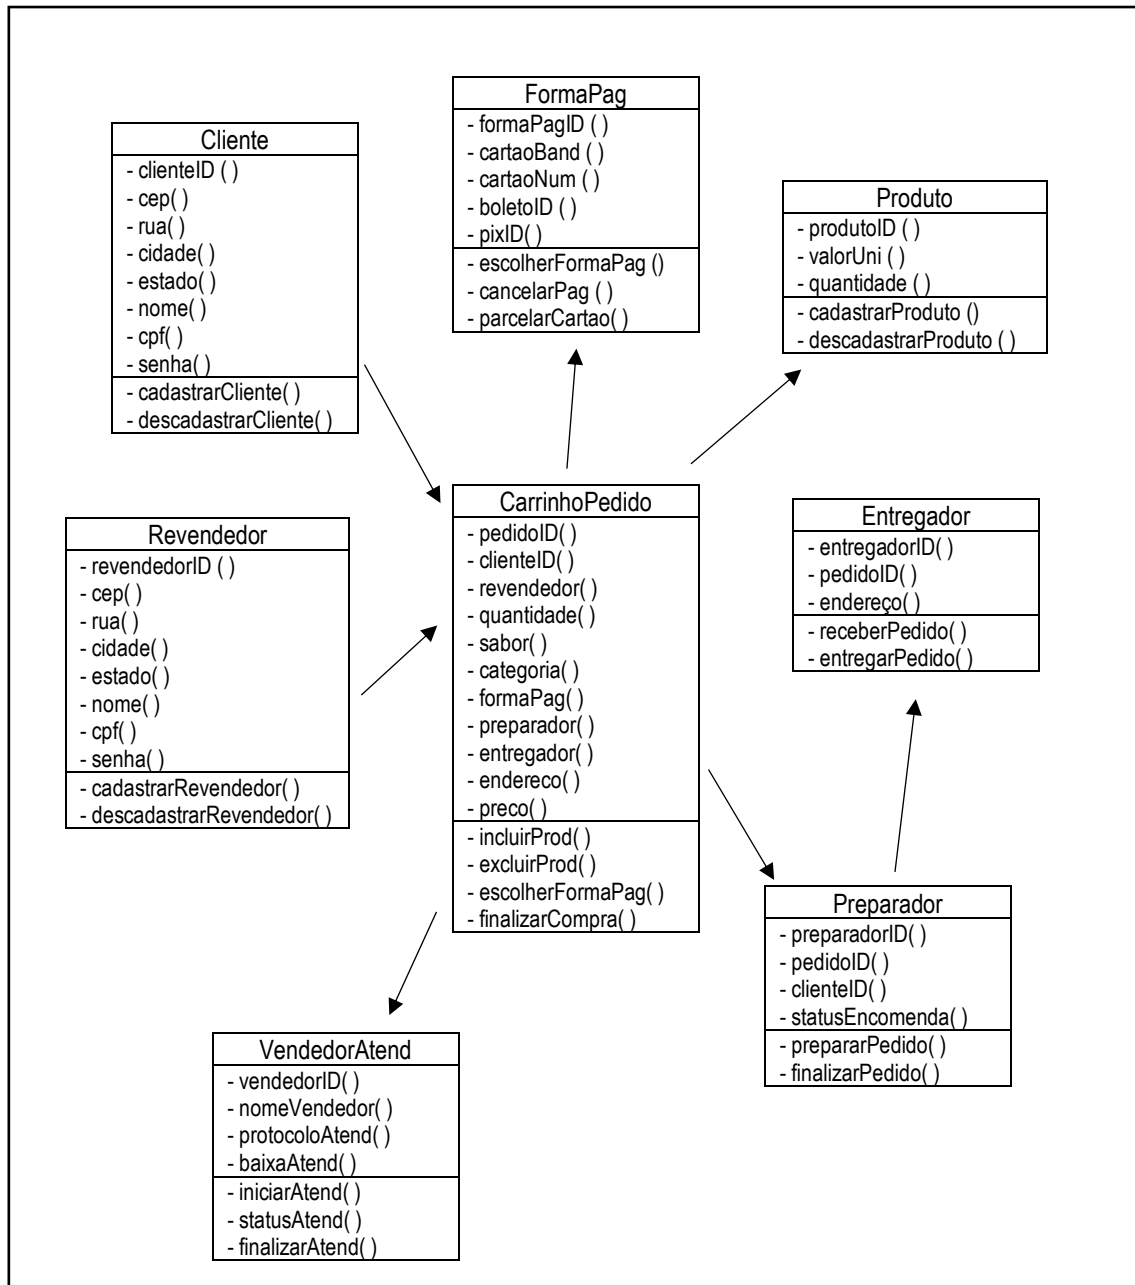 FormaPag
- formaPagID ( )
- cartaoBand ( )
- cartaoNum ( )
- boletoID ( )
- pixID( )
- escolherFormaPag ()
- cancelarPag ( )
- parcelarCartao( )
Cliente
- clienteID ( )
- cep( )
- rua( )
- cidade( )
- estado( )
- nome( )
- cpf( )
- senha( )
- cadastrarCliente( )
- descadastrarCliente( )
Produto
- produtoID ( )
- valorUni ( )
- quantidade ( )
- cadastrarProduto ()
- descadastrarProduto ( )
CarrinhoPedido
- pedidoID( )
- clienteID( )
- revendedor( )
- quantidade( )
- sabor( )
- categoria( )
- formaPag( )
- preparador( )
- entregador( )
- endereco( )
- preco( )
- incluirProd( )
- excluirProd( )
- escolherFormaPag( )
- finalizarCompra( )
Revendedor
- revendedorID ( )
- cep( )
- rua( )
- cidade( )
- estado( )
- nome( )
- cpf( )
- senha( )
- cadastrarRevendedor( )
- descadastrarRevendedor( )
Entregador
- entregadorID( )
- pedidoID( )
- endereço( )
- receberPedido( )
- entregarPedido( )
Preparador
- preparadorID( )
- pedidoID( )
- clienteID( )
- statusEncomenda( )
- prepararPedido( )
- finalizarPedido( )
VendedorAtend
- vendedorID( )
- nomeVendedor( )
- protocoloAtend( )
- baixaAtend( )
- iniciarAtend( )
- statusAtend( )
- finalizarAtend( )